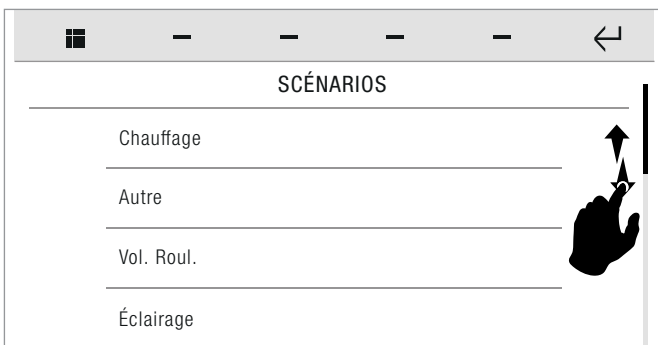 SCÉNARIOS
Chauffage
Autre
Vol. Roul.
Éclairage